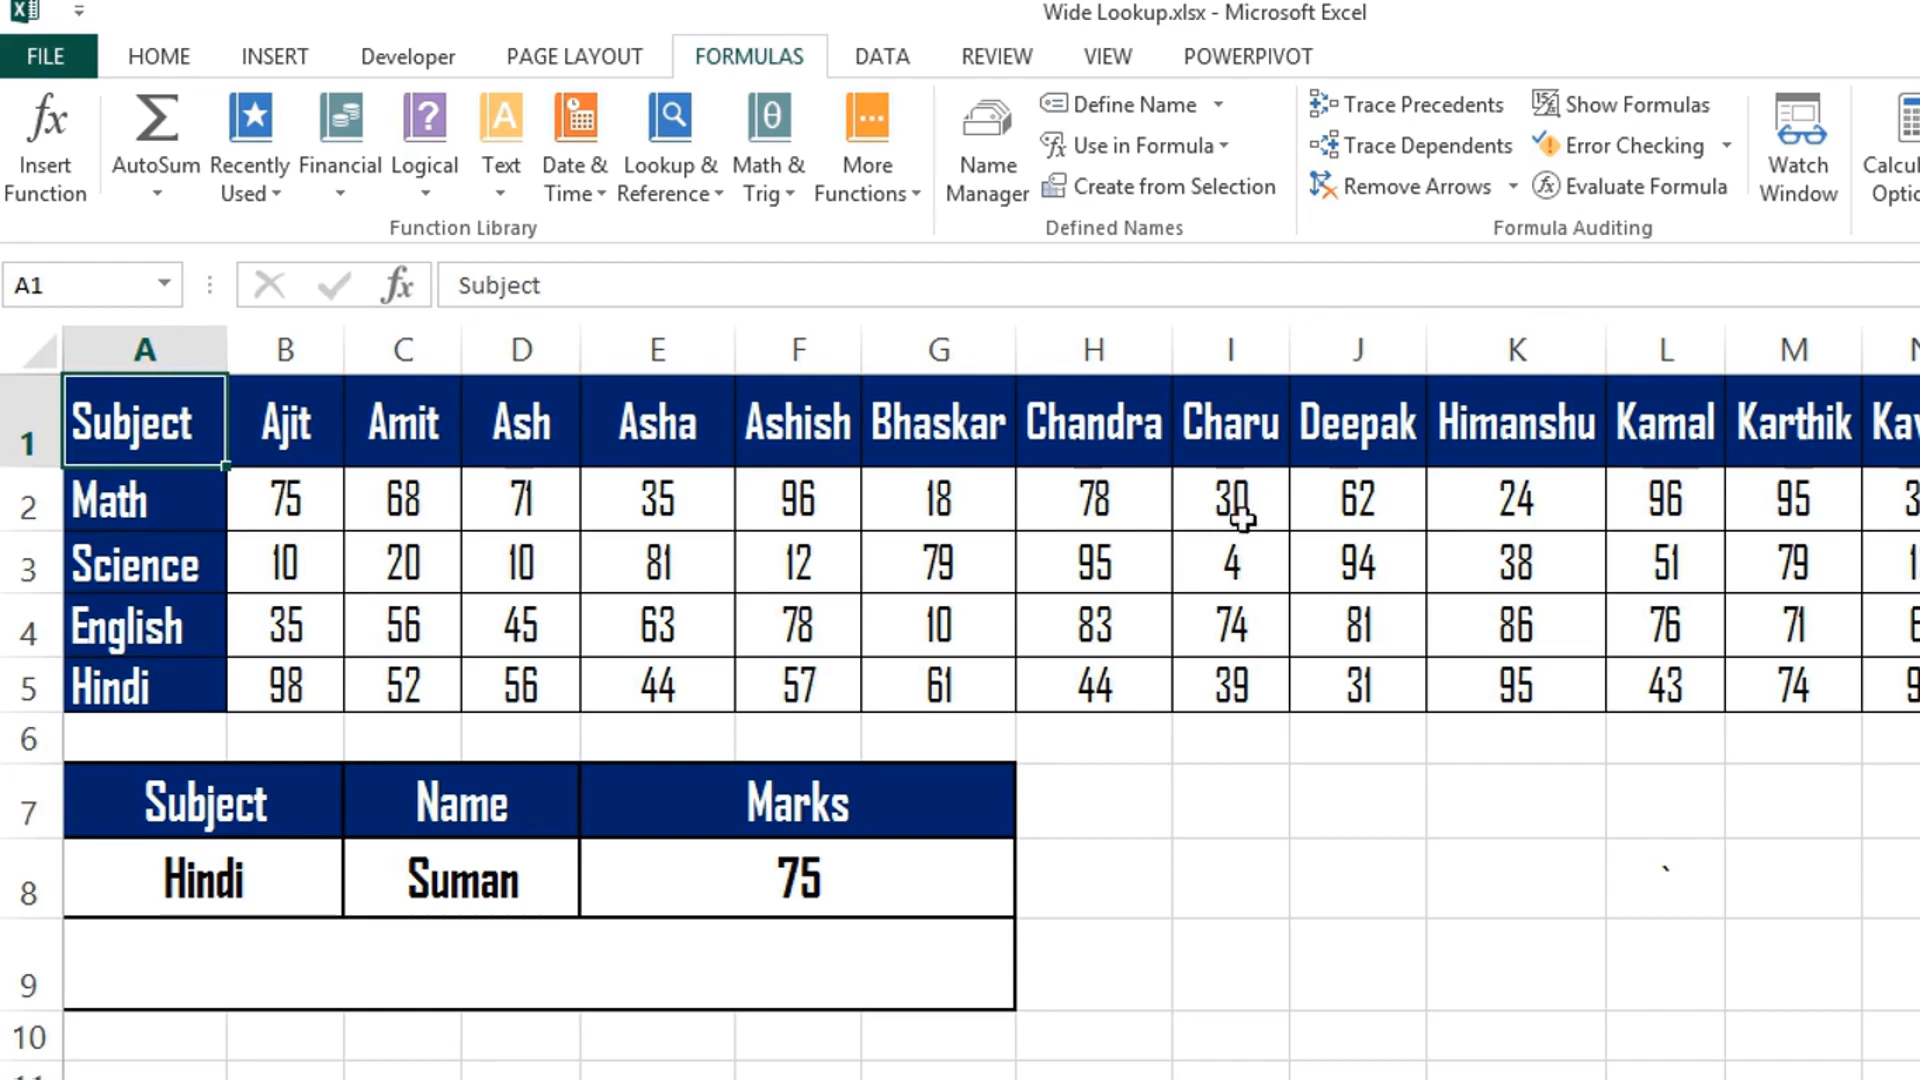 Wide Lookup.xlsx - Microsoft Excel
FILE HOME INSERT Developer PAGE LAYOUT FORMULAS DATA REVIEW VIEW POWERPIVOT
fx Σ
Insert Function
AutoSum
Recently Used
Financial
Logical
Text
Date & Time
Lookup & Reference
Math & Trig
More Functions
Function Library
Name Manager
Define Name
Use in Formula
Create from Selection
Defined Names
Trace Precedents
Trace Dependents
Remove Arrows
Show Formulas
Error Checking
Evaluate Formula
Formula Auditing
Watch Window
A1 fx Subject
A B C D E F G H I J K L M
1 Subject Ajit Amit Ash Asha Ashish Bhaskar Chandra Charu Deepak Himanshu Kamal Karthik
2 Math 75 68 71 35 96 18 78 30 62 24 96 95
3 Science 10 20 10 81 12 79 95 4 94 38 51 79
4 English 35 56 45 63 78 10 83 74 81 86 76 71
5 Hindi 98 52 56 44 57 61 44 39 31 95 43 74
6
7 Subject Name Marks
8 Hindi Suman 75 `
9
10